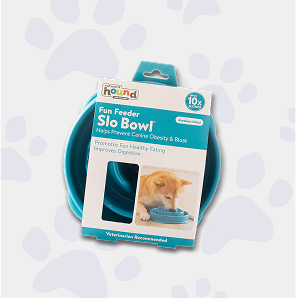 outward
hound
10x
Fun Feeder
Slo Bowl
Helps Prevent Canine Obesity & Bloat
Promotes Fun Healthy Eating
Improves Digestion
Veterinarian Recommended